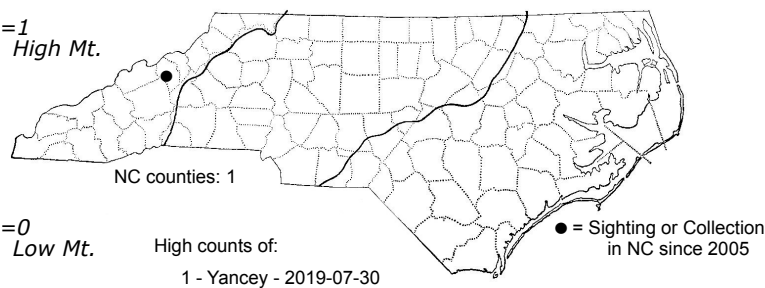 =1
High Mt.
NC counties: 1
=0
Low Mt.
High counts of:
1 - Yancey - 2019-07-30
● = Sighting or Collection
in NC since 2005